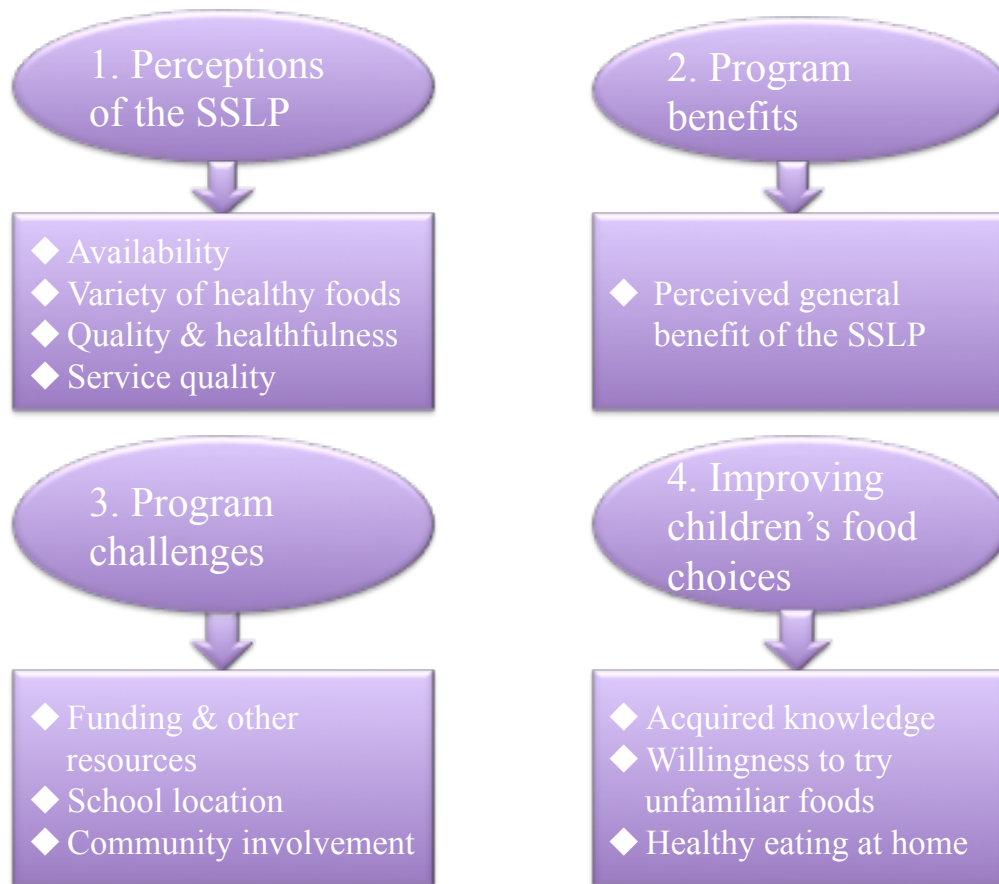 1. Perceptions
of the SSLP
◆ Availability
◆ Variety of healthy foods
◆ Quality & healthfulness
◆ Service quality
2. Program
benefits
◆ Perceived general
benefit of the SSLP
3. Program
challenges
◆ Funding & other
resources
◆ School location
◆ Community involvement
4. Improving
children’s food
choices
◆ Acquired knowledge
◆ Willingness to try
unfamiliar foods
◆ Healthy eating at home